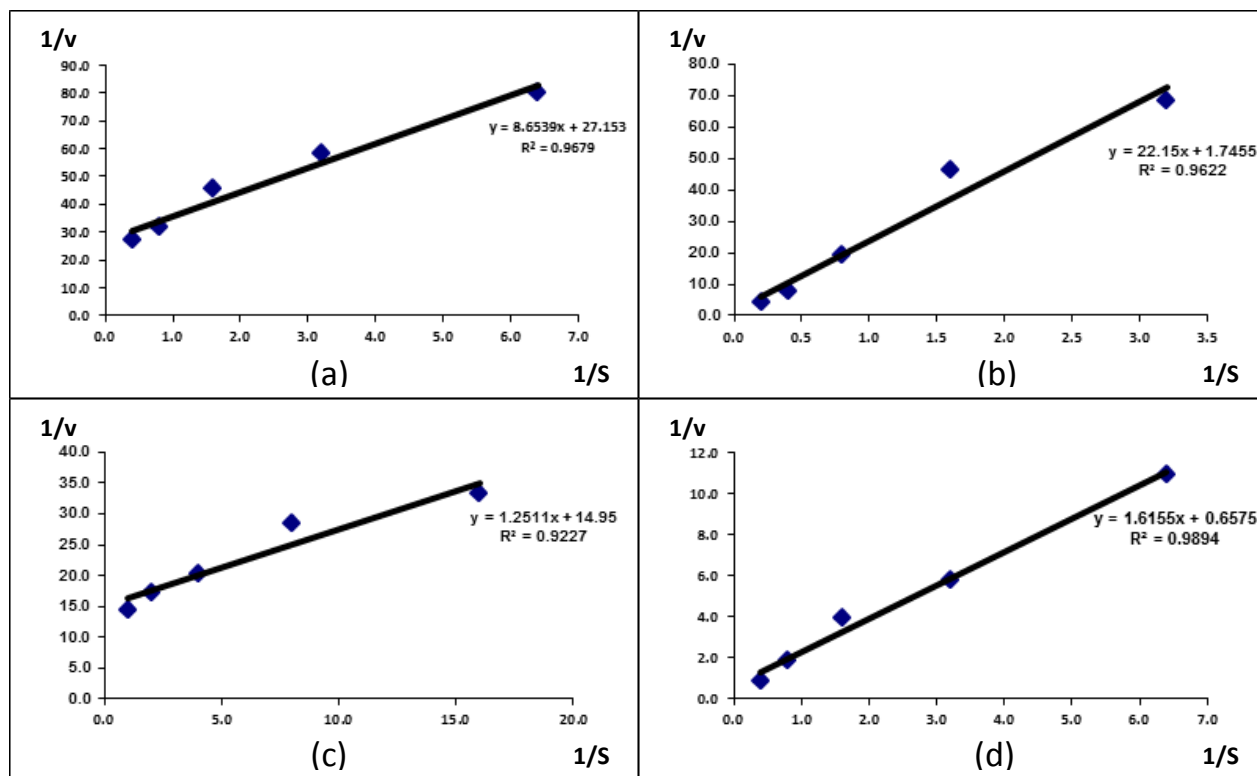 1/v
90.0
80.0
70.0
60.0
50.0
40.0
30.0
20.0
10.0
0.0
0.0 1.0 2.0 3.0 4.0 5.0 6.0 7.0
y = 8.6539x + 27.153
R² = 0.9679
(a)
1/S
1/v
80.0
70.0
60.0
50.0
40.0
30.0
20.0
10.0
0.0
0.0 0.5 1.0 1.5 2.0 2.5 3.0 3.5
y = 22.15x + 1.7455
R² = 0.9622
(b)
1/S
1/v
40.0
35.0
30.0
25.0
20.0
15.0
10.0
5.0
0.0
0.0 5.0 10.0 15.0 20.0
y = 1.2511x + 14.95
R² = 0.9227
(c)
1/S
1/v
12.0
10.0
8.0
6.0
4.0
2.0
0.0
0.0 1.0 2.0 3.0 4.0 5.0 6.0 7.0
y = 1.6155x + 0.6575
R² = 0.9894
(d)
1/S